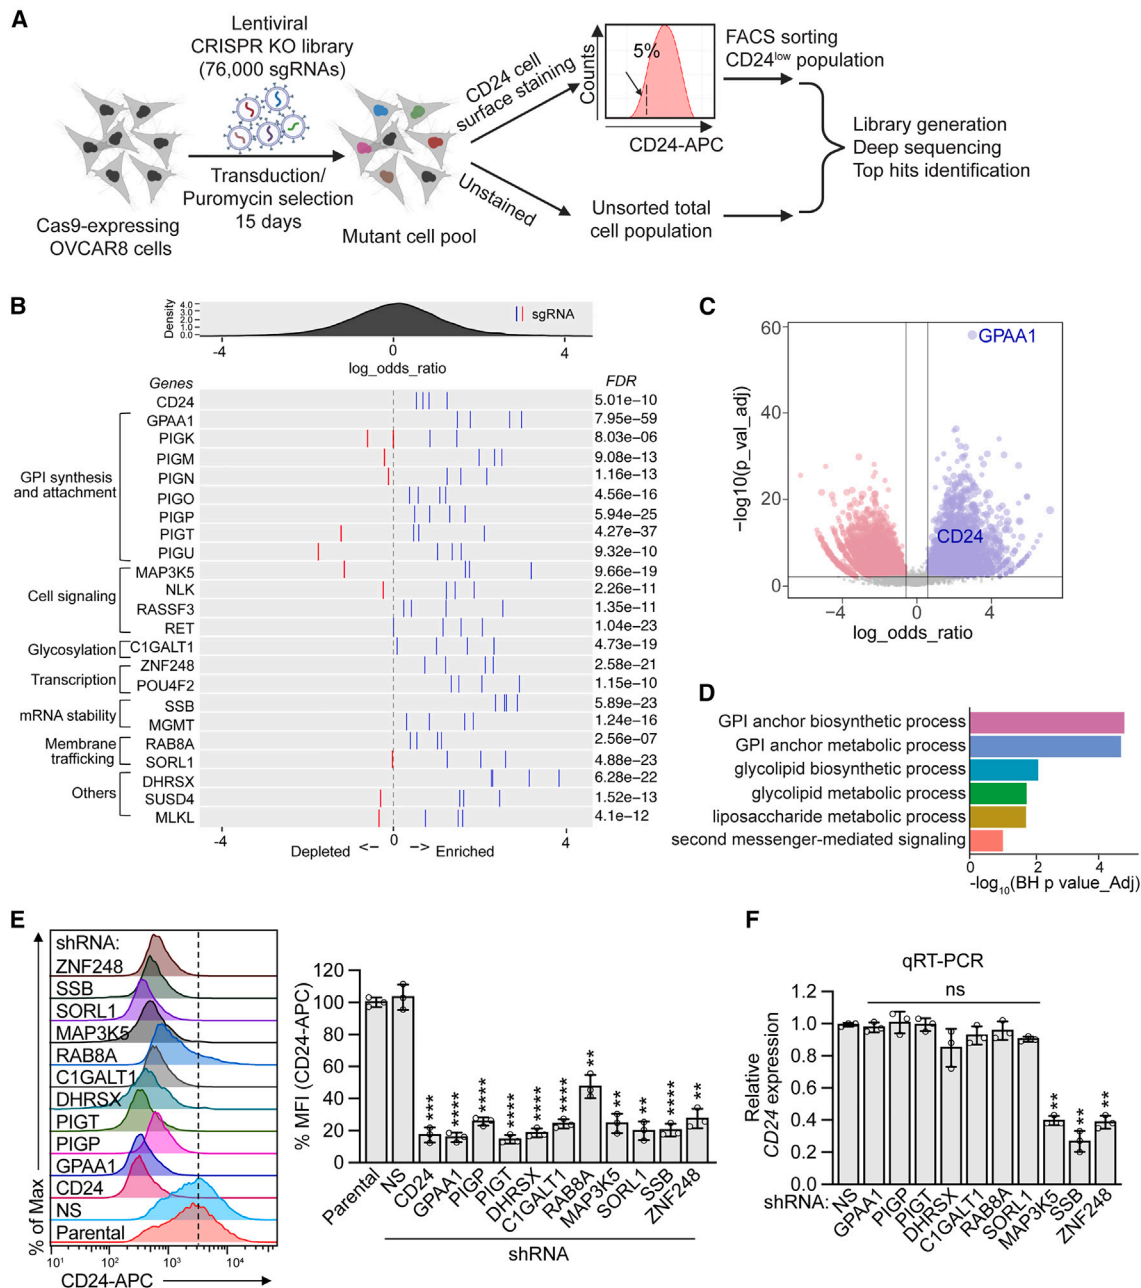 A
Lentiviral
CRISPR KO library
(76,000 sgRNAs)
Transduction/
Puromycin selection
15 days
Cas9-expressing
OVCAR8 cells
Mutant cell pool
CD24 cell
surface staining
Unstained
Counts
5%
CD24-APC
FACS sorting
CD24low population
Unsorted total
cell population
Library generation
Deep sequencing
Top hits identification
B
Density
4.0
3.0
2.0
1.0
0.0
sgRNA
-4 0 4
log_odds_ratio
Genes FDR
CD24 5.01e−10
GPI synthesis
and attachment
GPAA1 7.95e−59
PIGK 8.03e−06
PIGM 9.08e−13
PIGN 1.16e−13
PIGO 4.56e−16
PIGP 5.94e−25
PIGT 4.27e−37
PIGU 9.32e−10
Cell signaling
MAP3K5 9.66e−19
NLK 2.26e−11
RASSF3 1.35e−11
RET 1.04e−23
Glycosylation
C1GALT1 4.73e−19
Transcription
ZNF248 2.58e−21
POU4F2 1.15e−10
mRNA stability
SSB 5.89e−23
MGMT 1.24e−16
Membrane
trafficking
RAB8A 2.56e−07
SORL1 4.88e−23
Others
DHRSX 6.28e−22
SUSD4 1.52e−13
MLKL 4.1e−12
-4 0 4
Depleted <− −> Enriched
C
−log10(p_val_adj)
60
40
20
0
GPAA1
CD24
−4 0 4
log_odds_ratio
D
GPI anchor biosynthetic process
GPI anchor metabolic process
glycolipid biosynthetic process
glycolipid metabolic process
liposaccharide metabolic process
second messenger-mediated signaling
0 2 4
-log10(BH p value_Adj)
E
% of Max
shRNA:
ZNF248
SSB
SORL1
MAP3K5
RAB8A
C1GALT1
DHRSX
PIGT
PIGP
GPAA1
CD24
NS
Parental
101 102 103 104
CD24-APC
% MFI (CD24-APC)
120
100
80
60
40
20
0
*** **** **** **** **** **** ** ** ** **** **
Parental NS CD24 GPAA1 PIGP PIGT DHRSX C1GALT1 RAB8A MAP3K5 SORL1 SSB ZNF248
shRNA
F
qRT-PCR
ns
Relative
CD24 expression
1.2
1.0
0.8
0.6
0.4
0.2
0.0
** ** **
shRNA: NS GPAA1 PIGP PIGT DHRSX C1GALT1 RAB8A SORL1 MAP3K5 SSB ZNF248